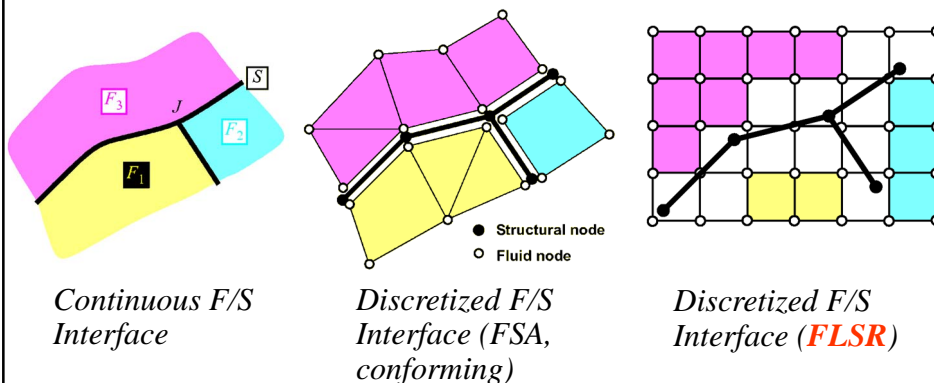 F3
J
S
F2
F1
Structural node
Fluid node
Continuous F/S
Interface
Discretized F/S
Interface (FSA,
conforming)
Discretized F/S
Interface (FLSR)